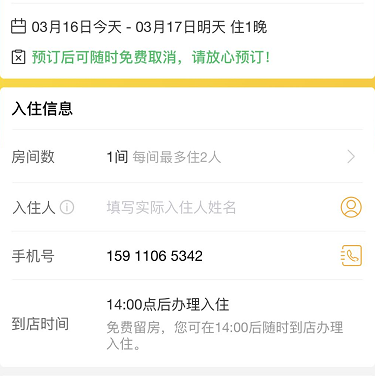 03月16日今天 - 03月17日明天 住1晚
预订后可随时免费取消，请放心预订！
入住信息
房间数 1间 每间最多住2人
入住人 填写实际入住人姓名
手机号 159 1106 5342
到店时间 14:00点后办理入住
免费留房，您可在14:00后随时到店办理
入住。